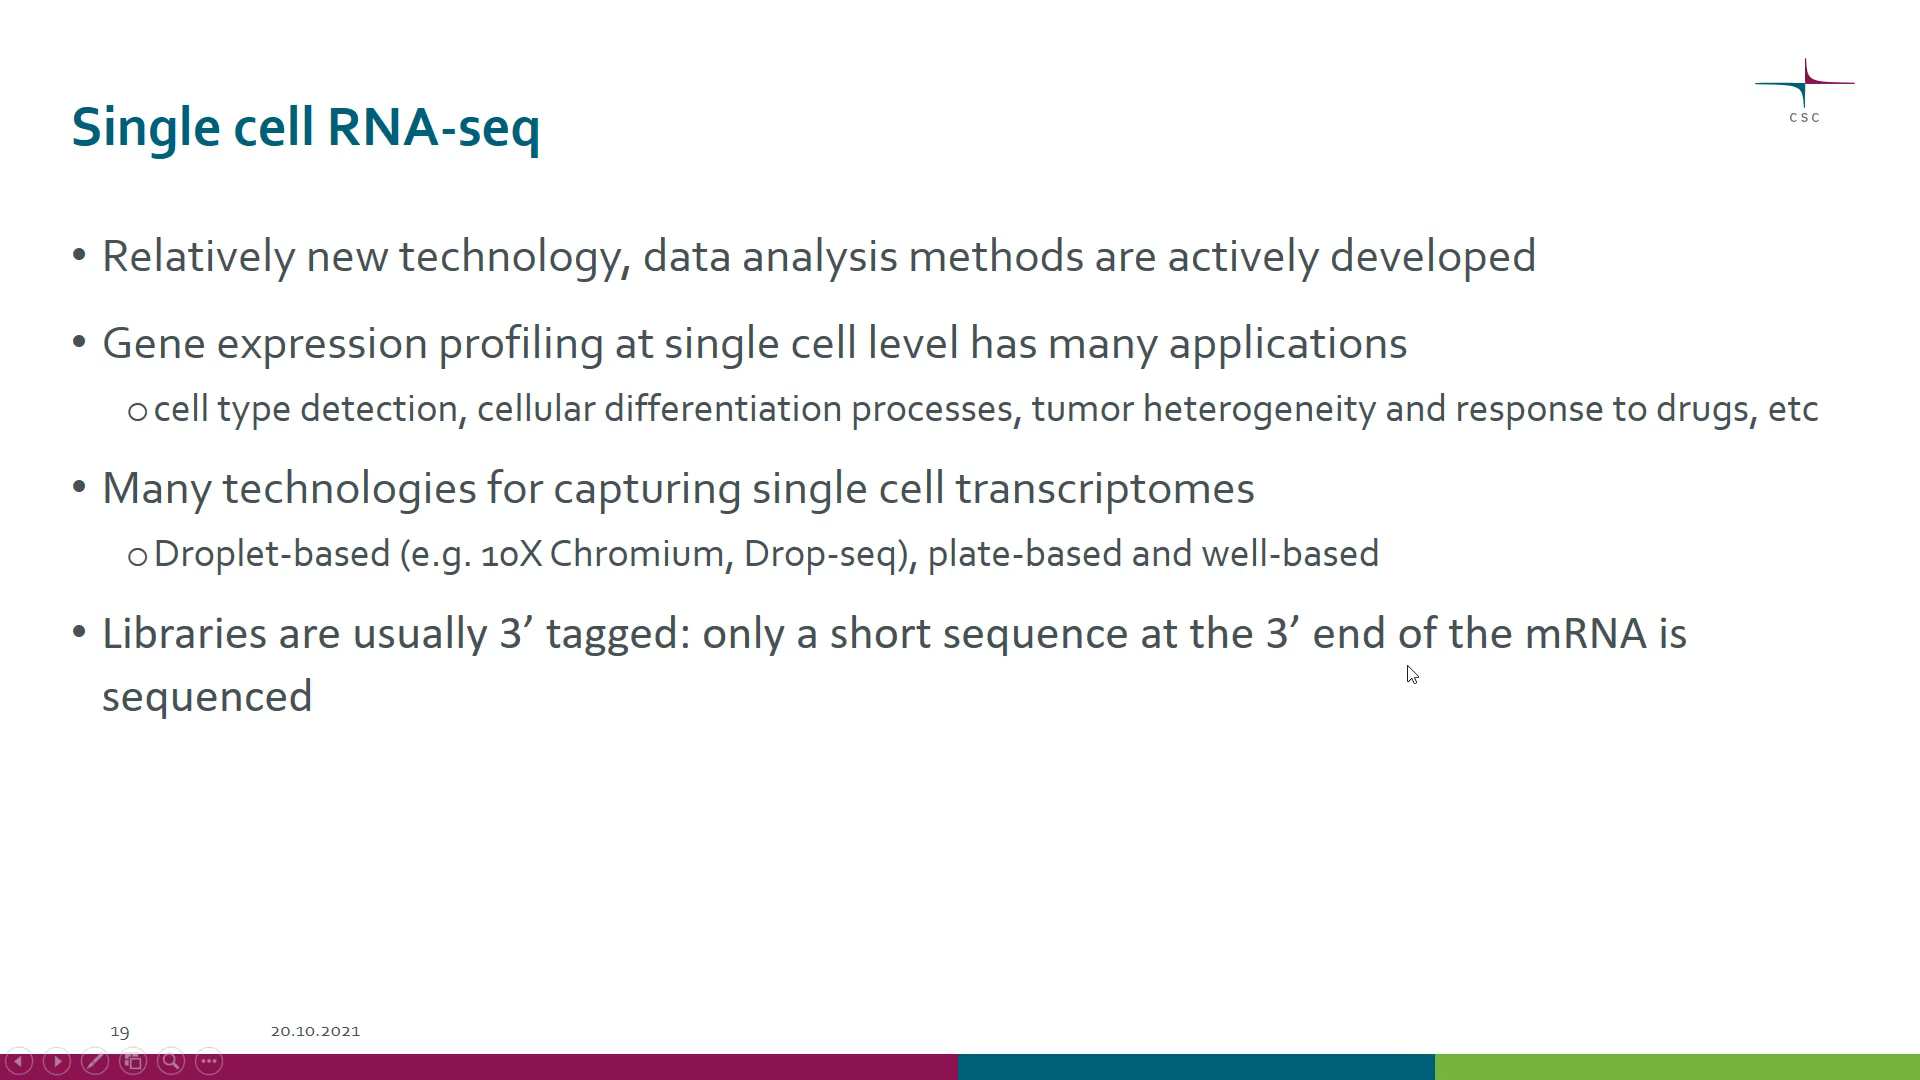 CSC
Single cell RNA-seq
• Relatively new technology, data analysis methods are actively developed
• Gene expression profiling at single cell level has many applications
○ cell type detection, cellular differentiation processes, tumor heterogeneity and response to drugs, etc
• Many technologies for capturing single cell transcriptomes
○ Droplet-based (e.g. 10X Chromium, Drop-seq), plate-based and well-based
• Libraries are usually 3’ tagged: only a short sequence at the 3’ end of the mRNA is
sequenced
19 20.10.2021